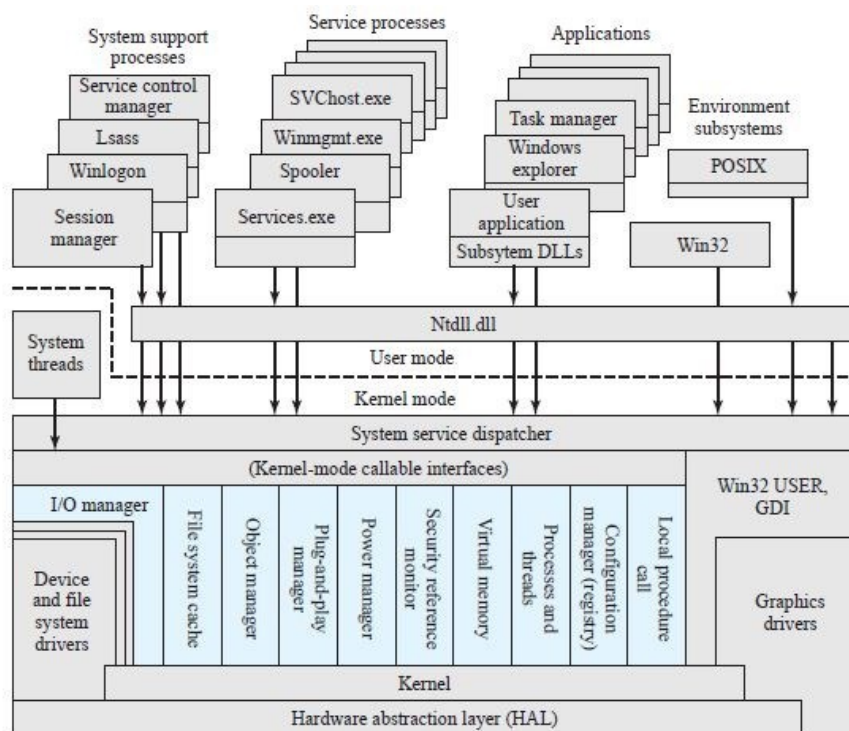 System support
processes
Service processes
Applications
Environment
subsystems
Service control
manager
Lsass
Winlogon
Session
manager
SVChost.exe
Winmgmt.exe
Spooler
Services.exe
Task manager
Windows
explorer
User
application
Subsytem DLLs
POSIX
Win32
System
threads
Ntdll.dll
User mode
Kernel mode
System service dispatcher
(Kernel-mode callable interfaces)
I/O manager
Device and file
system
drivers
File system cache
Object manager
Plug-and-play
manager
Power manager
Security reference
monitor
Virtual memory
Processes and
threads
Configuration
manager (registry)
Local procedure
call
Win32 USER,
GDI
Graphics
drivers
Kernel
Hardware abstraction layer (HAL)